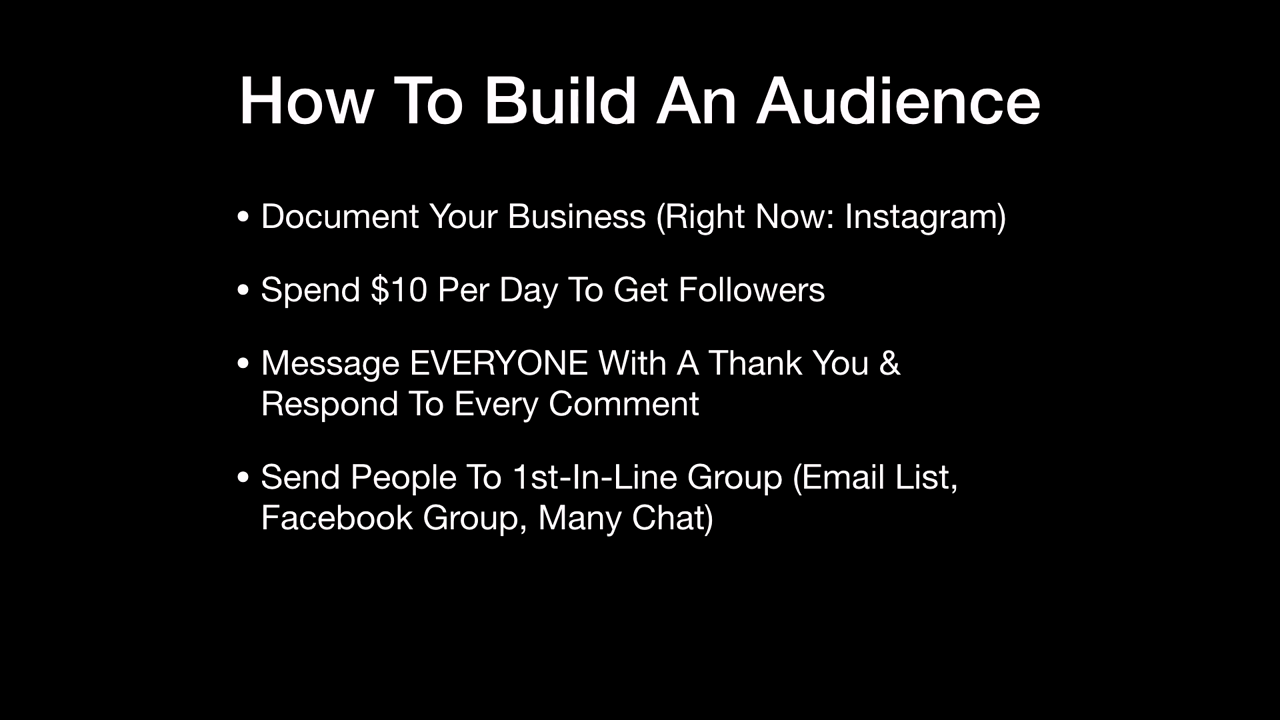 How To Build An Audience
• Document Your Business (Right Now: Instagram)
• Spend $10 Per Day To Get Followers
• Message EVERYONE With A Thank You &
Respond To Every Comment
• Send People To 1st-In-Line Group (Email List,
Facebook Group, Many Chat)